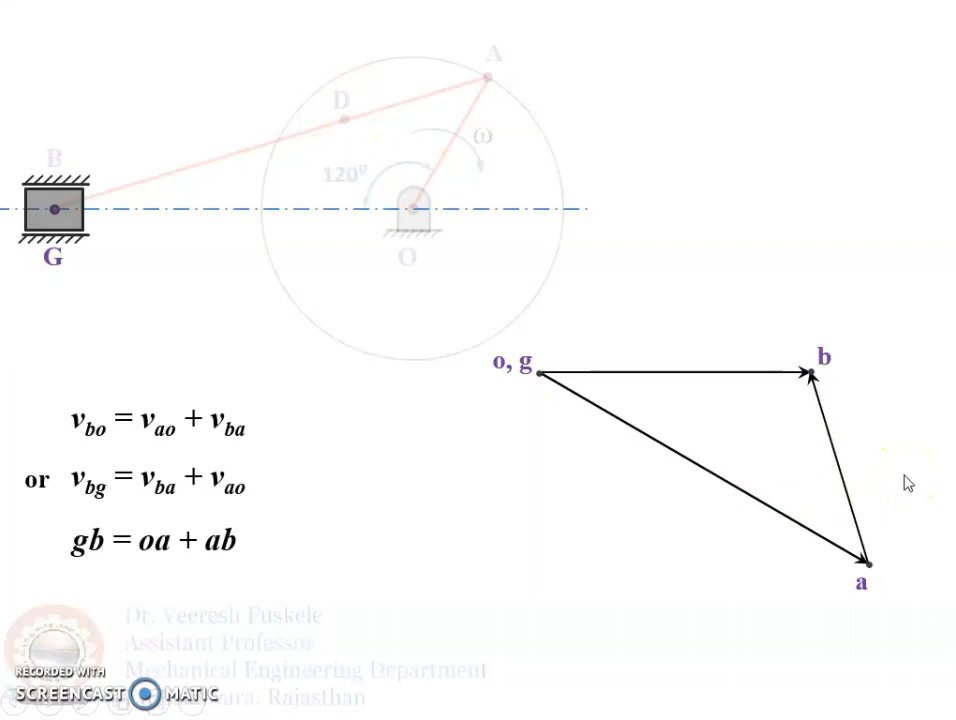 A
D
ω
B
120⁰
G
O
o, g
b
v_bo = v_ao + v_ba
or v_bg = v_ba + v_ao
gb = oa + ab
a
Dr. Veeresh Fuskele
Assistant Professor
Mechanical Engineering Department
Rajasthan
RECORDED WITH
SCREENCAST MATIC